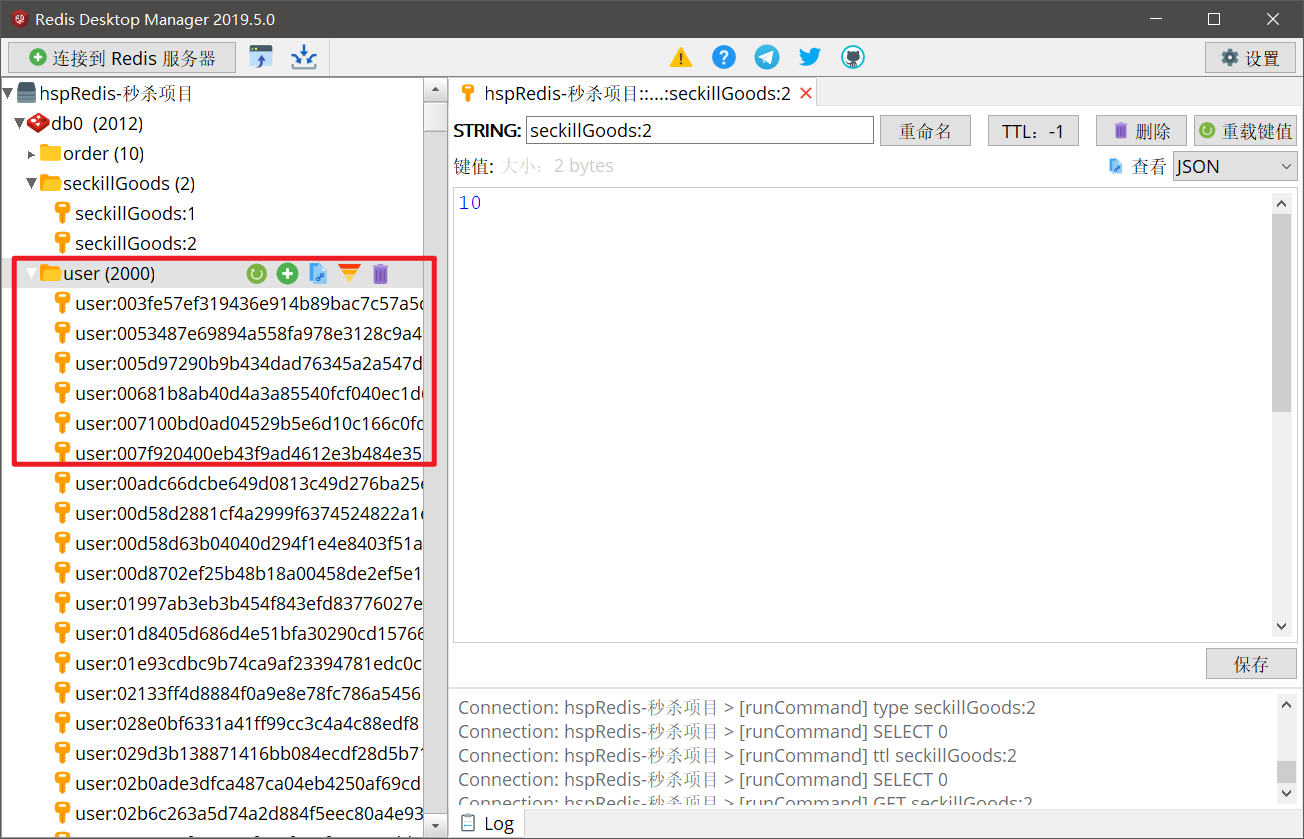 Redis Desktop Manager 2019.5.0
连接到 Redis 服务器
设置
hspRedis-秒杀项目
db0 (2012)
order (10)
seckillGoods (2)
seckillGoods:1
seckillGoods:2
user (2000)
user:003fe57ef319436e914b89bac7c57a5
user:0053487e69894a558fa978e3128c9a4
user:005d97290b9b434dad76345a2a547d
user:00681b8ab40d4a3a85540fcf040ec1d
user:007100bd0ad04529b5e6d10c166c0f
user:007f920400eb43f9ad4612e3b484e35
user:00adc66dcbe649d0813c49d276ba25
user:00d58d2881cf4a2999f6374524822a1
user:00d58d63b04040d294f1e4e8403f51a
user:00d8702ef25b48b18a00458de2ef5e1
user:01997ab3eb3b454f843efd83776027e
user:01d8405d686d4e51bfa30290cd15766
user:01e93cdbc9b74ca9af23394781edc0c
user:02133ff4d8884f0a9e8e78fc786a5456
user:028e0bf6331a41ff99cc3c4a4c88edf8
user:029d3b138871416bb084ecdf28d5b71
user:02b0ade3dfca487ca04eb4250af69cd
user:02b6c263a5d74a2d884f5eec80a4e93
hspRedis-秒杀项目::...:seckillGoods:2
STRING: seckillGoods:2 重命名 TTL: -1 删除 重载键值
键值: 大小: 2 bytes 查看 JSON
10
保存
Connection: hspRedis-秒杀项目 > [runCommand] type seckillGoods:2
Connection: hspRedis-秒杀项目 > [runCommand] SELECT 0
Connection: hspRedis-秒杀项目 > [runCommand] ttl seckillGoods:2
Connection: hspRedis-秒杀项目 > [runCommand] SELECT 0
Connection: hspRedis-秒杀项目 > [runCommand] GET seckillGoods:2
Log